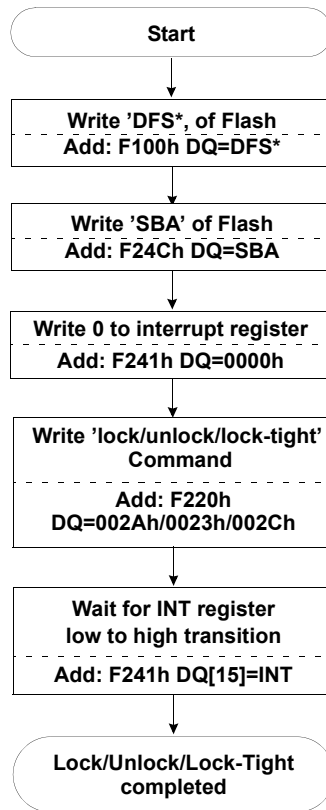 Start
Write ’DFS*, of Flash
Add: F100h DQ=DFS*
Write ’SBA’ of Flash
Add: F24Ch DQ=SBA
Write 0 to interrupt register
Add: F241h DQ=0000h
Write ’lock/unlock/lock-tight’
Command
Add: F220h
DQ=002Ah/0023h/002Ch
Wait for INT register
low to high transition
Add: F241h DQ[15]=INT
Lock/Unlock/Lock-Tight
completed